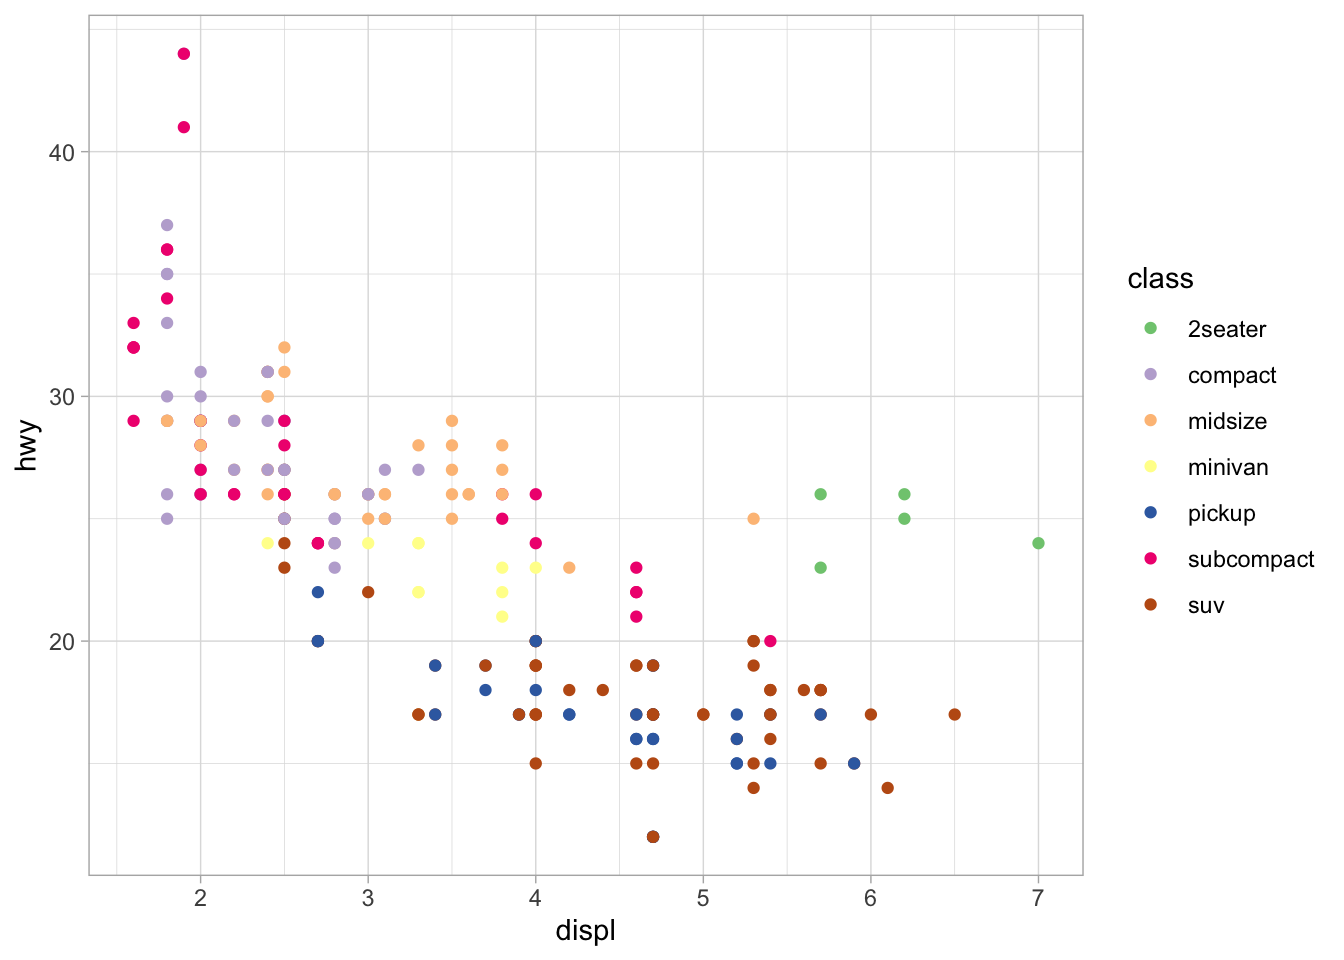 40
30
20
hwy
2 3 4 5 6 7
displ
class
2seater
compact
midsize
minivan
pickup
subcompact
suv